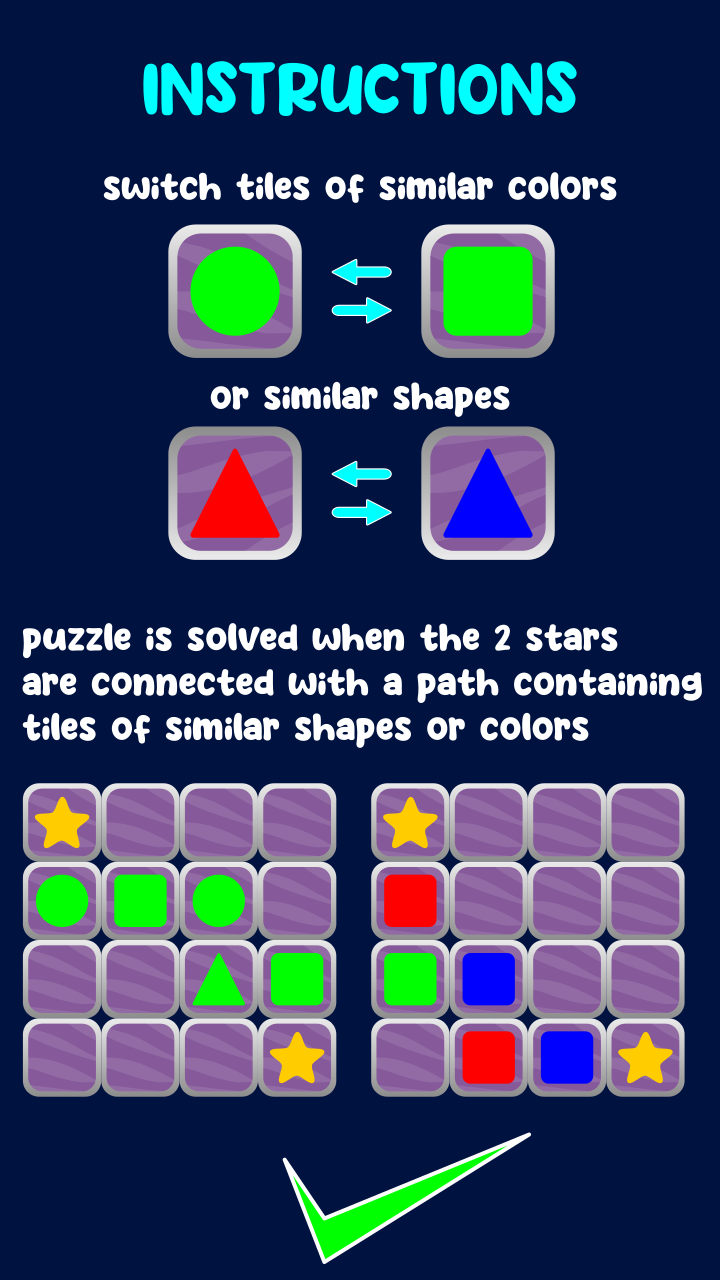 INSTRUCTIONS
switch tiles of similar colors
or similar shapes
puzzle is solved when the 2 stars
are connected with a path containing
tiles of similar shapes or colors